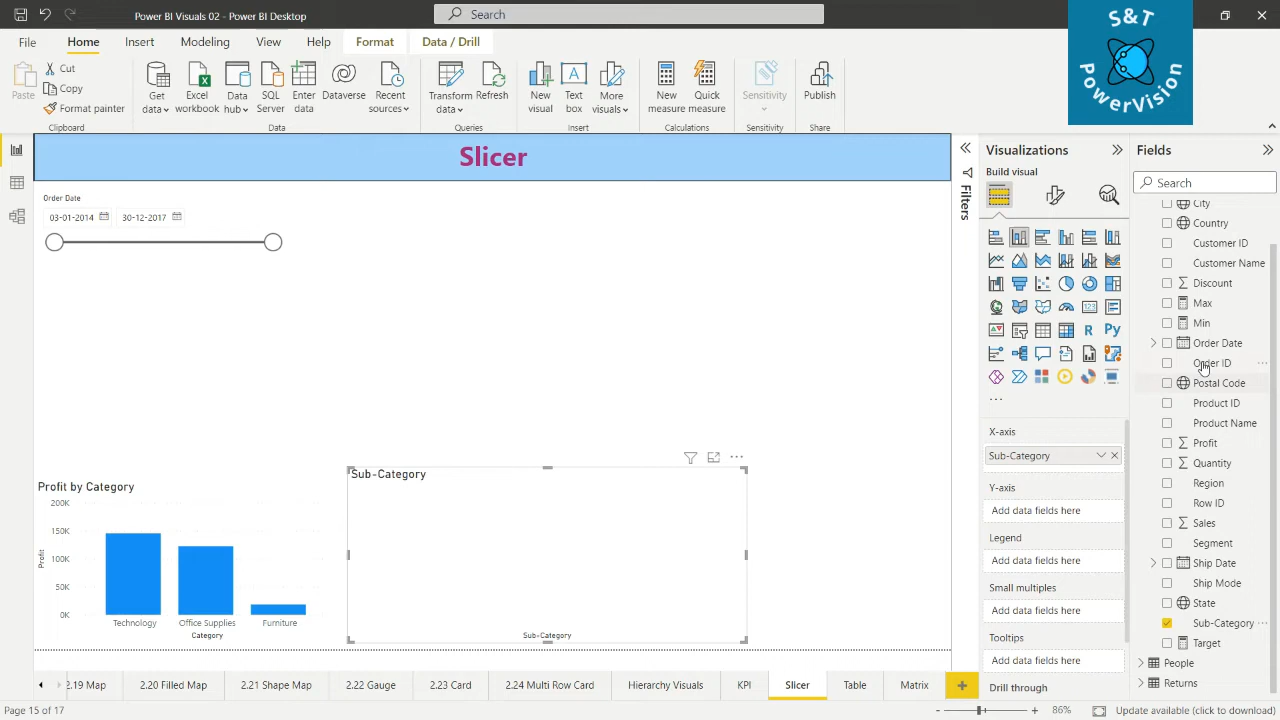 Power BI Visuals 02 - Power BI Desktop
Search
S&T
PowerVision
File
Home
Insert
Modeling
View
Help
Format
Data / Drill
Paste
Cut
Copy
Format painter
Clipboard
Get data
Excel workbook
Data hub
SQL Server
Enter data
Dataverse
Recent sources
Data
Transform data
Refresh
Queries
New visual
Text box
More visuals
Insert
New measure
Quick measure
Calculations
Sensitivity
Sensitivity
Publish
Share
Slicer
Order Date
03-01-2014
30-12-2017
Profit by Category
200K
150K
100K
50K
0K
Profit
Technology
Office Supplies
Furniture
Category
Sub-Category
Sub-Category
Filters
Visualizations
Build visual
R
Py
123
X-axis
Sub-Category
Y-axis
Add data fields here
Legend
Add data fields here
Small multiples
Add data fields here
Tooltips
Add data fields here
Drill through
Fields
Search
City
Country
Customer ID
Customer Name
Discount
Max
Min
Order Date
Order ID
Postal Code
Product ID
Product Name
Profit
Quantity
Region
Row ID
Sales
Segment
Ship Date
Ship Mode
State
Sub-Category
Target
People
Returns
2.19 Map
2.20 Filled Map
2.21 Shape Map
2.22 Gauge
2.23 Card
2.24 Multi Row Card
Hierarchy Visuals
KPI
Slicer
Table
Matrix
Page 15 of 17
86%
Update available (click to download)